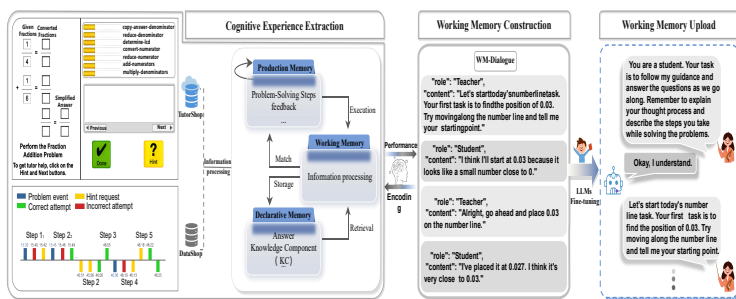 Given
Fractions
Converted
Fractions
1
4
=
+
1
6
=
Simplified
Answer
=
Perform the Fraction
Addition Problem
To get tutor help, click on the
Hint and Next buttons.
copy-answer-denominator
reduce-denominator
determine-lcd
convert-numerator
reduce-numerator
add-numerators
multiply-denominators
Previous
Next
Done
?
Hint
Problem event
Hint request
Correct attempt
Incorrect attempt
Step 1:
Step 2:
Step 3
Step 5
Step 2
Step 4
TutorShop:
DataShop:
Information
processing
Cognitive Experience Extraction
Production Memory
Problem-Solving Steps
feedback
...
Execution
Working Memory
Information processing
Match
Storage
Declarative Memory
Answer
Knowledge Component
( KC )
Retrieval
Performance
Encodin
g
Working Memory Construction
WM-Dialogue
"role": "Teacher",
"content": "Let's starttoday'snumberlinetask.
Your first task is to findthe position of 0.03.
Try movingalong the number line and tell me
your startingpoint."
"role": "Student",
"content": "I think I'll start at 0.03 because it
looks like a small number close to 0."
"role": "Teacher",
"content": "Alright, go ahead and place 0.03
on the number line."
"role": "Student",
"content": "I've placed it at 0.027. I think it's
very close to 0.03."
LLMs
Fine-tuning
Working Memory Upload
You are a student. Your task
is to follow my guidance and
answer the questions as we go
along. Remember to explain
your thought process and
describe the steps you take
while solving the problems.
Okay, I understand.
Let's start today's number
line task. Your first task is to
find the position of 0.03. Try
moving along the number line
and tell me your starting point.